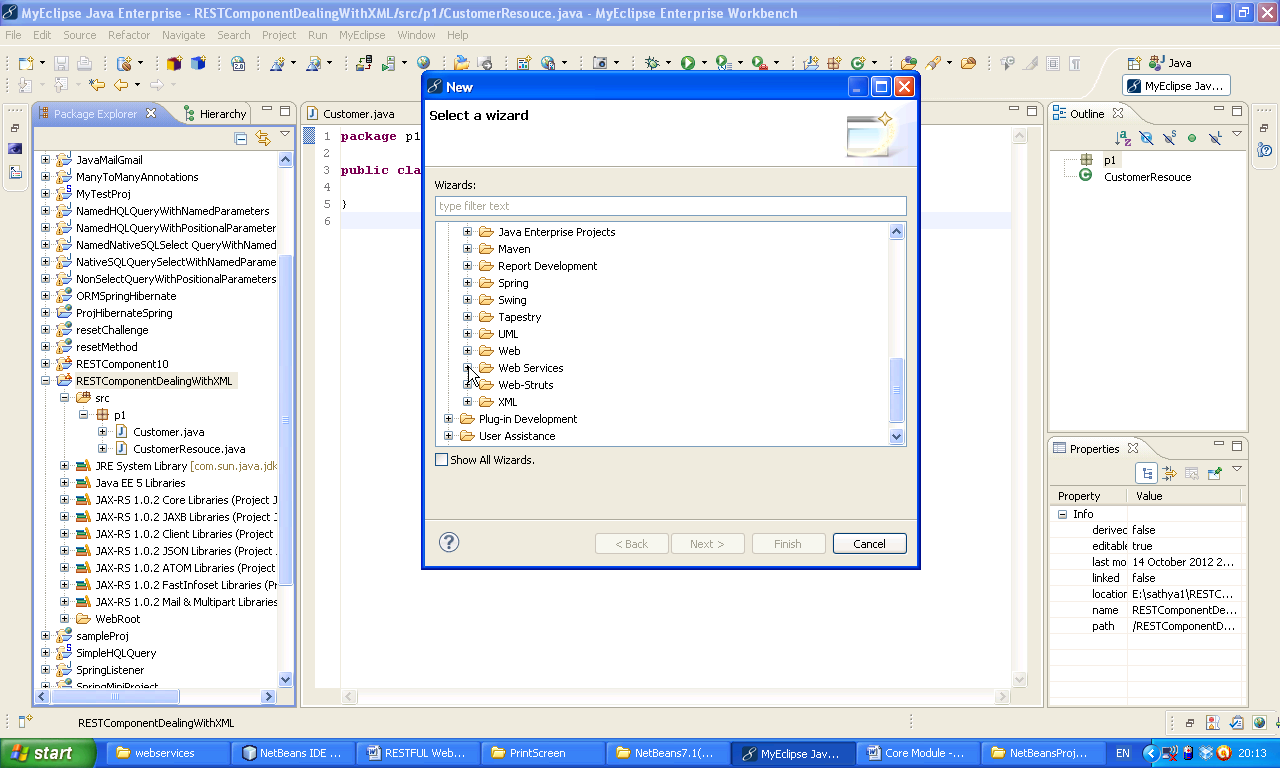 MyEclipse Java Enterprise - RESTComponentDealingWithXML/src/p1/CustomerResouce.java - MyEclipse Enterprise Workbench
File Edit Source Refactor Navigate Search Project Run MyEclipse Window Help
Java
MyEclipse Jav...
Package Explorer
Hierarchy
JavaMailGmail
ManyToManyAnnotations
MyTestProj
NamedHQLQueryWithNamedParameters
NamedHQLQueryWithPositionalParameter
NamedNativeSQLSelect QueryWithNamed
NativeSQLQuerySelectWithNamedParame
NonSelectQueryWithPositionalParameters
ORMSpringHibernate
ProjHibernateSpring
resetChallenge
resetMethod
RESTComponent10
RESTComponentDealingWithXML
src
p1
Customer.java
CustomerResouce.java
JRE System Library [com.sun.java.jdk
Java EE 5 Libraries
JAX-RS 1.0.2 Core Libraries (Project J
JAX-RS 1.0.2 JAXB Libraries (Project J
JAX-RS 1.0.2 Client Libraries (Project
JAX-RS 1.0.2 JSON Libraries (Project
JAX-RS 1.0.2 ATOM Libraries (Project
JAX-RS 1.0.2 FastInfoset Libraries (Pr
JAX-RS 1.0.2 Mail & Multipart Libraries
WebRoot
sampleProj
SimpleHQLQuery
SpringListener
SpringMiniProject
Customer.java
1 package p1
2
3 public cla
4
5 }
6
New
Select a wizard
Wizards:
type filter text
Java Enterprise Projects
Maven
Report Development
Spring
Swing
Tapestry
UML
Web
Web Services
Web-Struts
XML
Plug-in Development
User Assistance
Show All Wizards.
< Back Next > Finish Cancel
Outline
p1
CustomerResouce
Properties
Property Value
Info
derived false
editable true
last mo 14 October 2012 2...
linked false
location E:\sathya1\RESTC...
name RESTComponentDe...
path /RESTComponentD...
RESTComponentDealingWithXML
start
webservices
NetBeans IDE ...
RESTFUL Web...
PrintScreen
NetBeans7.1(...
MyEclipse Jav...
Core Module -...
NetBeansProj...
EN
20:13